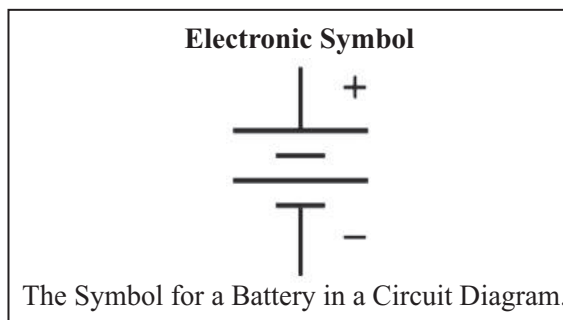 Electronic Symbol
+
−
The Symbol for a Battery in a Circuit Diagram.